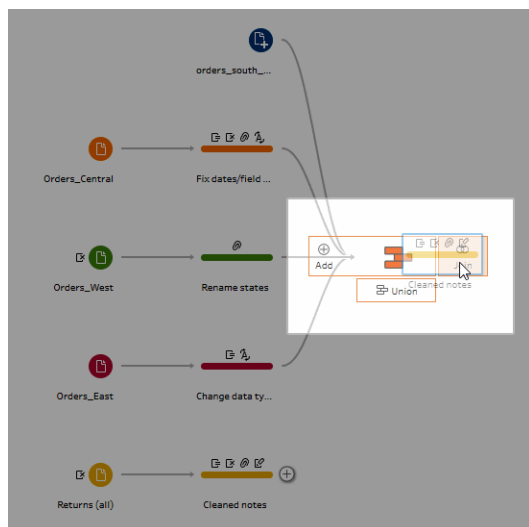 orders_south_...
Orders_Central
Fix dates/field ...
Add
Join
Cleaned notes
Union
Orders_West
Rename states
Orders_East
Change data ty...
Returns (all)
Cleaned notes